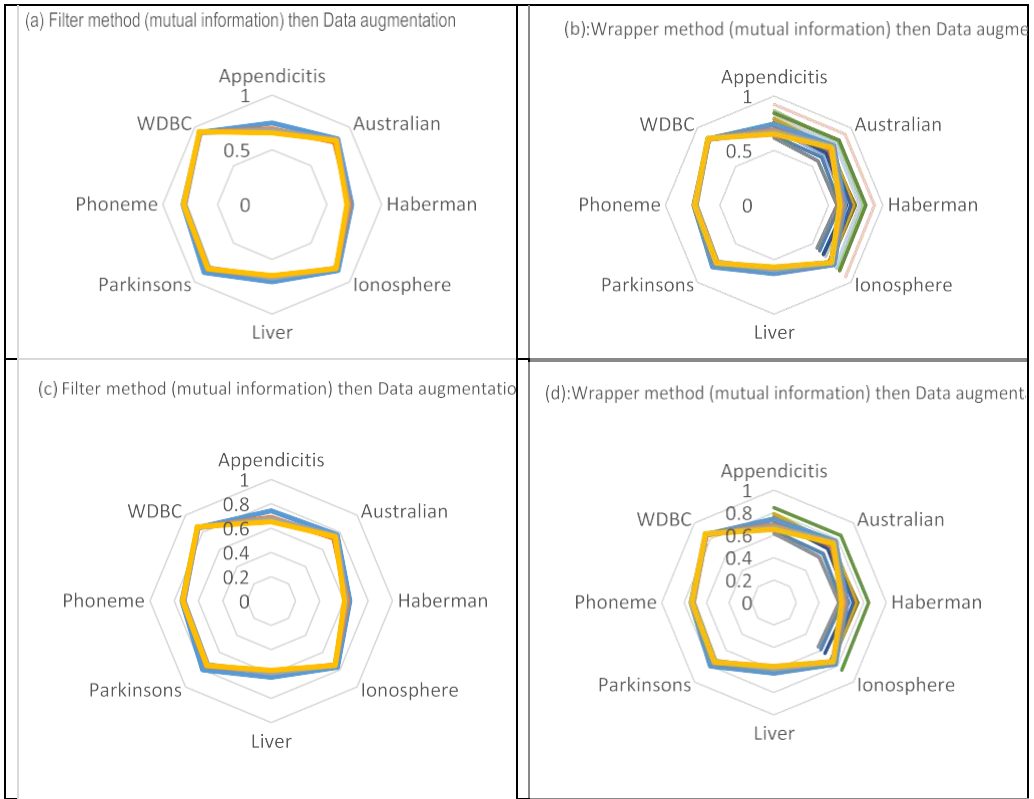 (a) Filter method (mutual information) then Data augmentation
Appendicitis
1
WDBC
Australian
0.5
Phoneme
0
Haberman
Parkinsons
Ionosphere
Liver
(b):Wrapper method (mutual information) then Data augme
Appendicitis
1
WDBC
Australian
0.5
Phoneme
0
Haberman
Parkinsons
Ionosphere
Liver
(c) Filter method (mutual information) then Data augmentatio
Appendicitis
1
0.8
WDBC
Australian
0.6
0.4
0.2
Phoneme
0
Haberman
Parkinsons
Ionosphere
Liver
(d):Wrapper method (mutual information) then Data augment
Appendicitis
1
0.8
WDBC
Australian
0.6
0.4
0.2
Phoneme
0
Haberman
Parkinsons
Ionosphere
Liver